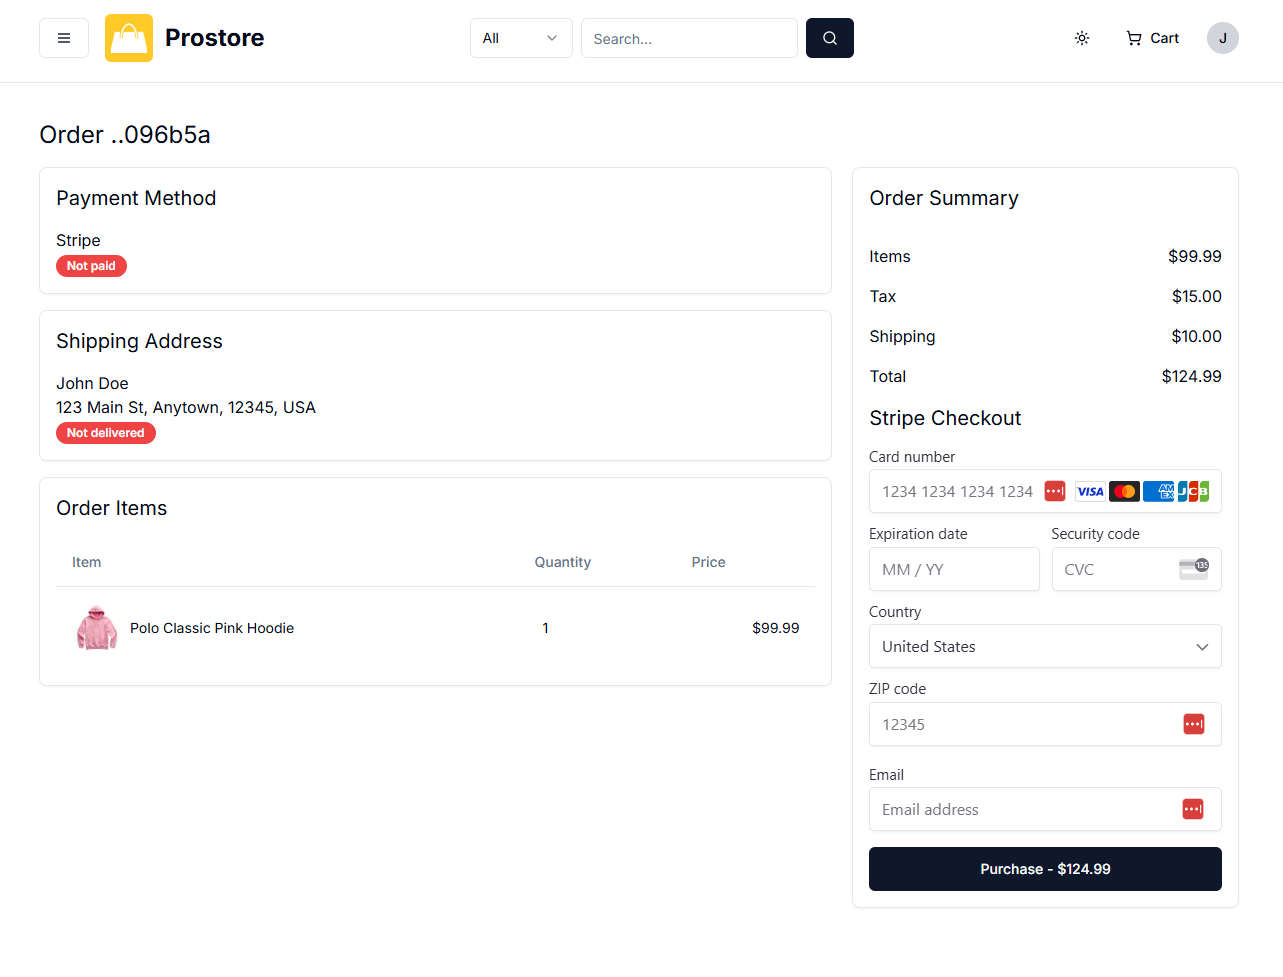 Prostore
All
Search...
Cart
J
Order ..096b5a
Payment Method
Stripe
Not paid
Shipping Address
John Doe
123 Main St, Anytown, 12345, USA
Not delivered
Order Items
Item Quantity Price
Polo Classic Pink Hoodie 1 $99.99
Order Summary
Items $99.99
Tax $15.00
Shipping $10.00
Total $124.99
Stripe Checkout
Card number
1234 1234 1234 1234 VISA AM EX JCB
Expiration date Security code
MM / YY CVC 135
Country
United States
ZIP code
12345
Email
Email address
Purchase - $124.99